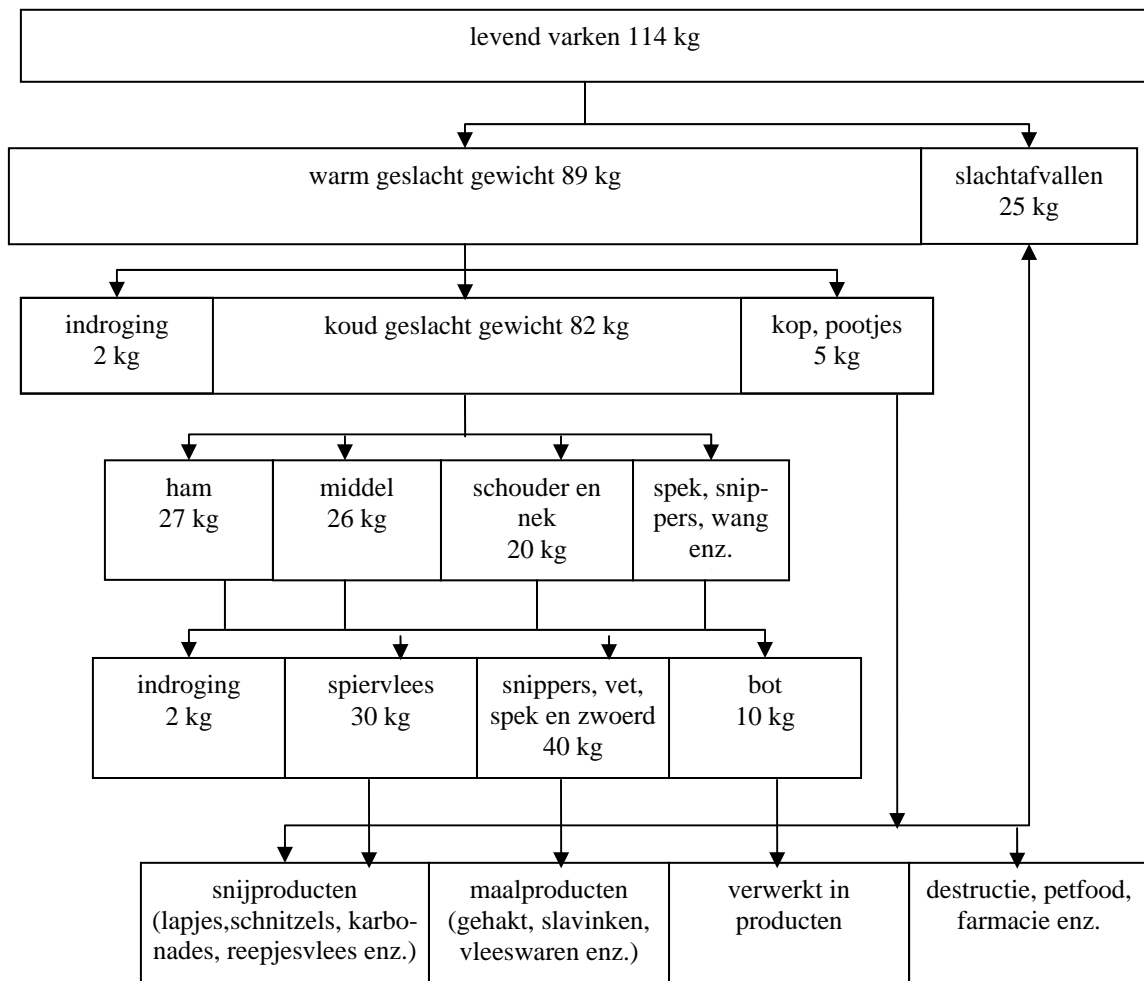 levend varken 114 kg
warm geslacht gewicht 89 kg
slachtafvallen
25 kg
indroging
2 kg
koud geslacht gewicht 82 kg
kop, pootjes
5 kg
ham
27 kg
middel
26 kg
schouder en
nek
20 kg
spek, snip-
pers, wang
enz.
indroging
2 kg
spiervlees
30 kg
snippers, vet,
spek en zwoerd
40 kg
bot
10 kg
snijproducten
(lapjes,schnitzels, karbo-
nades, reepjesvlees enz.)
maalproducten
(gehakt, slavinken,
vleeswaren enz.)
verwerkt in
producten
destructie, petfood,
farmacie enz.